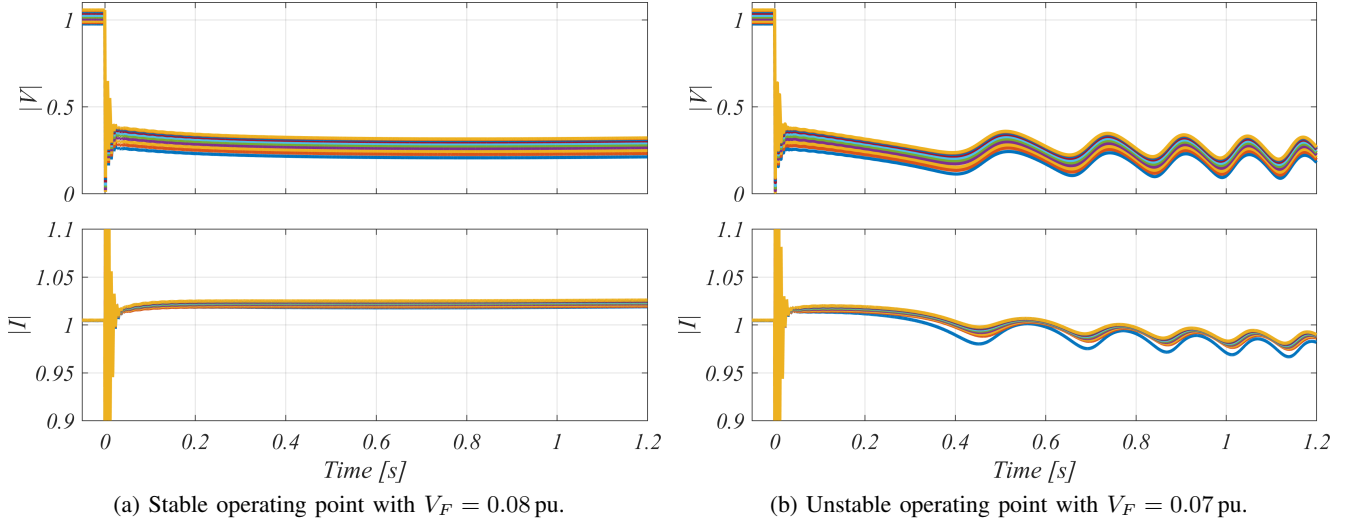 1
0.5
0
|V|
1.1
1.05
1
0.95
0.9
|I|
0 0.2 0.4 0.6 0.8 1 1.2
Time [s]
(a) Stable operating point with V_F = 0.08 pu.
1
0.5
0
|V|
1.1
1.05
1
0.95
0.9
|I|
0 0.2 0.4 0.6 0.8 1 1.2
Time [s]
(b) Unstable operating point with V_F = 0.07 pu.